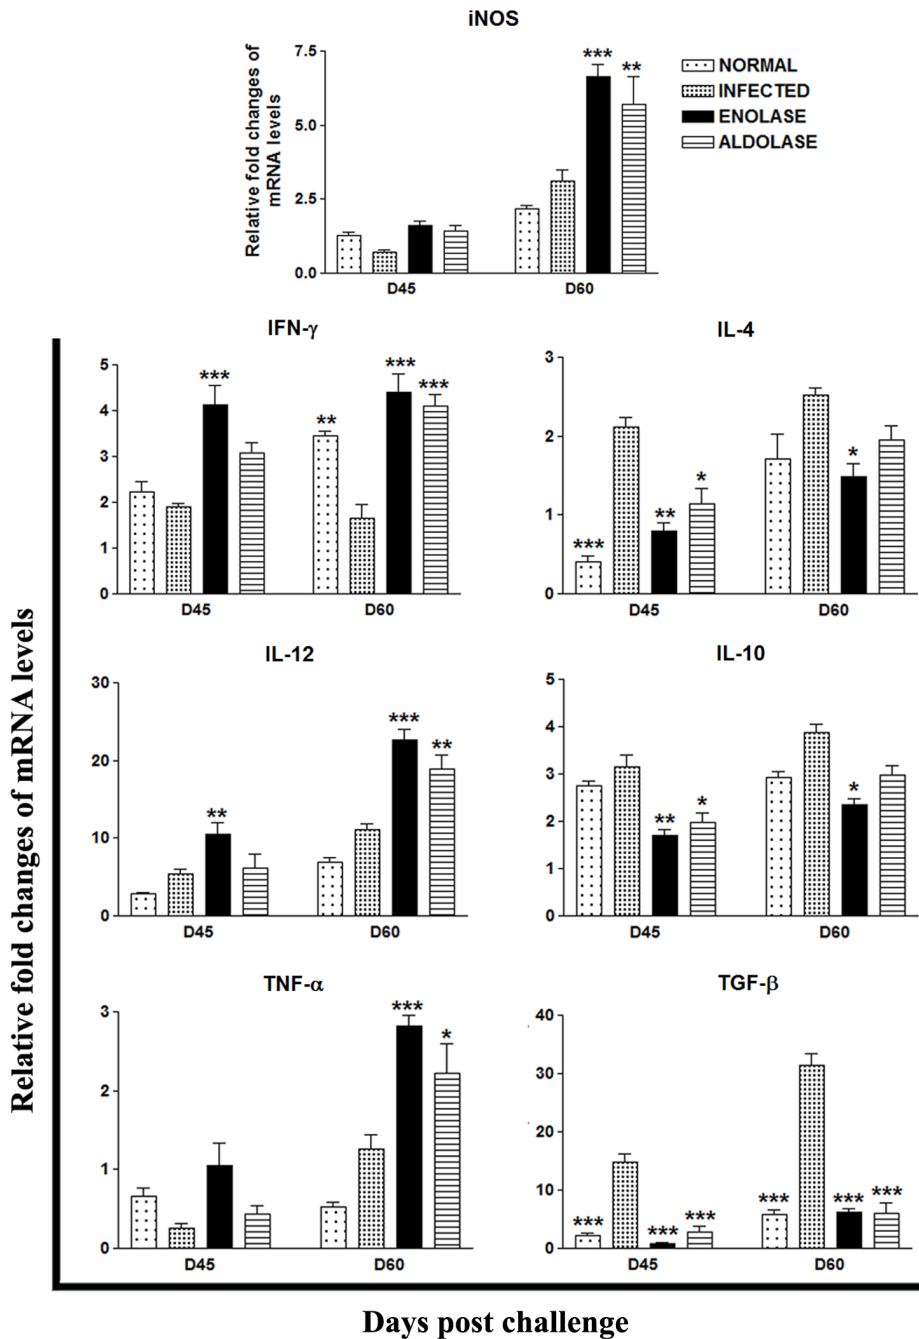 iNOS
Relative fold changes of
mRNA levels
7.5
5.0
2.5
0.0
*** **
D45 D60
NORMAL
INFECTED
ENOLASE
ALDOLASE
IFN-γ
5
4
3
2
1
0
*** ** *** ***
D45 D60
IL-4
3
2
1
0
*** ** * *
D45 D60
IL-12
30
20
10
0
** *** **
D45 D60
IL-10
5
4
3
2
1
0
** * *
D45 D60
TNF-α
3
2
1
0
*** *
D45 D60
TGF-β
40
30
20
10
0
*** *** *** *** *** ***
D45 D60
Relative fold changes of mRNA levels
Days post challenge